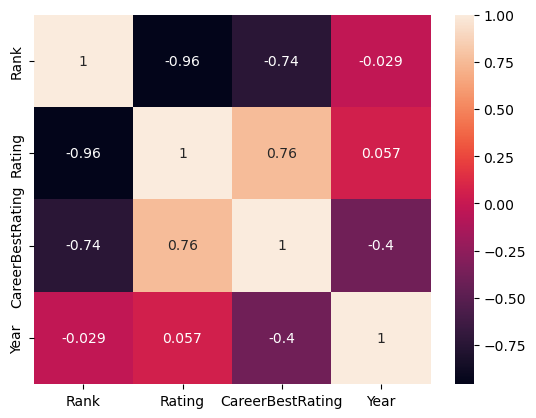 Rank 1 -0.96 -0.74 -0.029
Rating -0.96 1 0.76 0.057
CareerBestRating -0.74 0.76 1 -0.4
Year -0.029 0.057 -0.4 1
Rank Rating CareerBestRating Year
1.00
0.75
0.50
0.25
0.00
−0.25
−0.50
−0.75